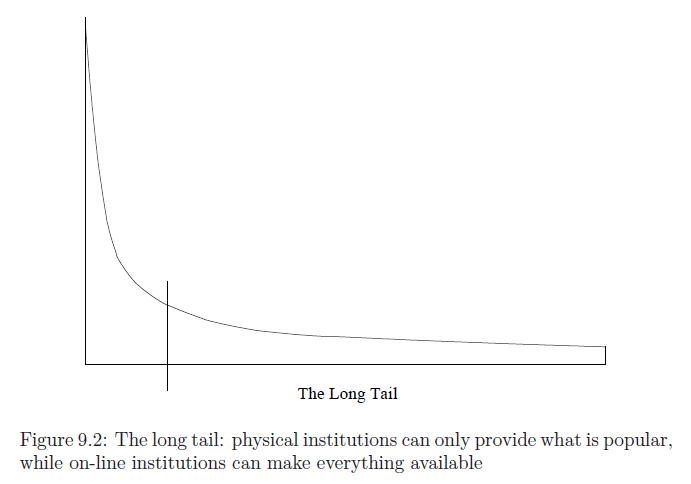 The Long Tail
Figure 9.2: The long tail: physical institutions can only provide what is popular,
while on-line institutions can make everything available